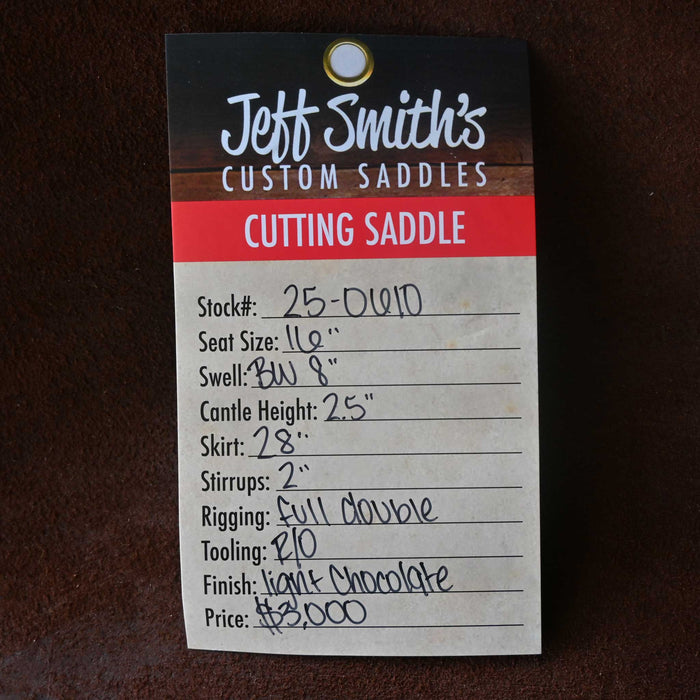 Jeff Smith's
CUSTOM SADDLES
CUTTING SADDLE
Stock#: 25-0610
Seat Size: 16"
Swell: BW 8"
Cantle Height: 2.5"
Skirt: 28"
Stirrups: 2"
Rigging: full double
Tooling: R/O
Finish: light chocolate
Price: $3,000